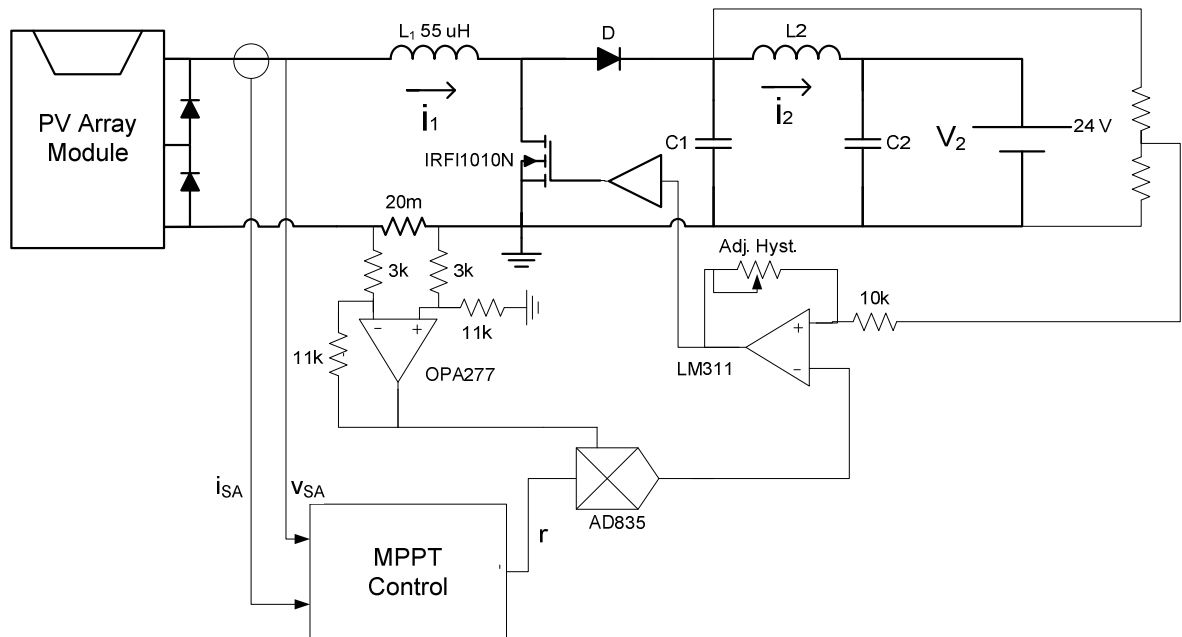 L1 55 uH
D
L2
PV Array
Module
i1
i2
V2
24 V
C1
C2
IRFI1010N
20m
Adj. Hyst.
3k
3k
10k
11k
+
-
+
11k
-
LM311
OPA277
iSA
vSA
AD835
r
MPPT
Control